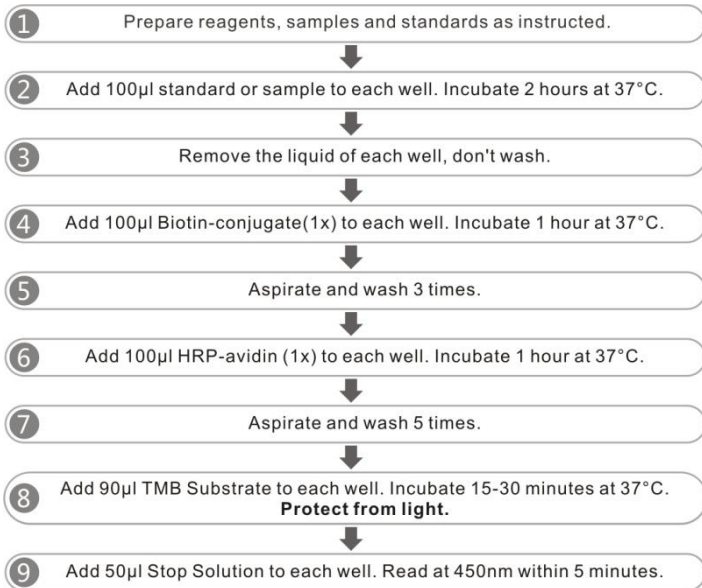 1 Prepare reagents, samples and standards as instructed.
2 Add 100µl standard or sample to each well. Incubate 2 hours at 37°C.
3 Remove the liquid of each well, don't wash.
4 Add 100µl Biotin-conjugate(1x) to each well. Incubate 1 hour at 37°C.
5 Aspirate and wash 3 times.
6 Add 100µl HRP-avidin (1x) to each well. Incubate 1 hour at 37°C.
7 Aspirate and wash 5 times.
8 Add 90µl TMB Substrate to each well. Incubate 15-30 minutes at 37°C.
Protect from light.
9 Add 50µl Stop Solution to each well. Read at 450nm within 5 minutes.